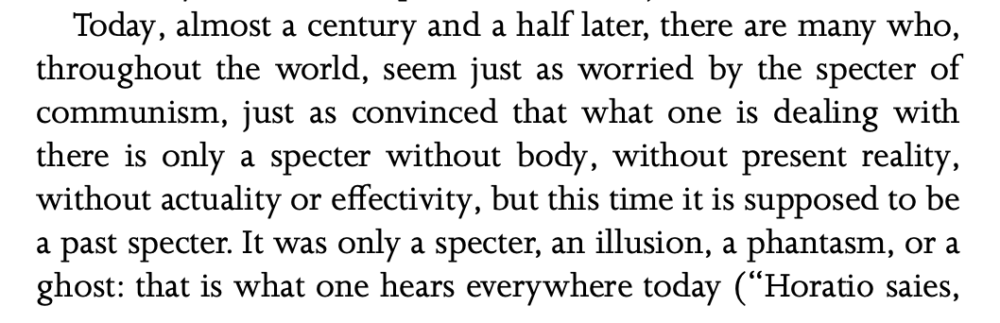 Today, almost a century and a half later, there are many who,
throughout the world, seem just as worried by the specter of
communism, just as convinced that what one is dealing with
there is only a specter without body, without present reality,
without actuality or effectivity, but this time it is supposed to be
a past specter. It was only a specter, an illusion, a phantasm, or a
ghost: that is what one hears everywhere today (“Horatio saies,